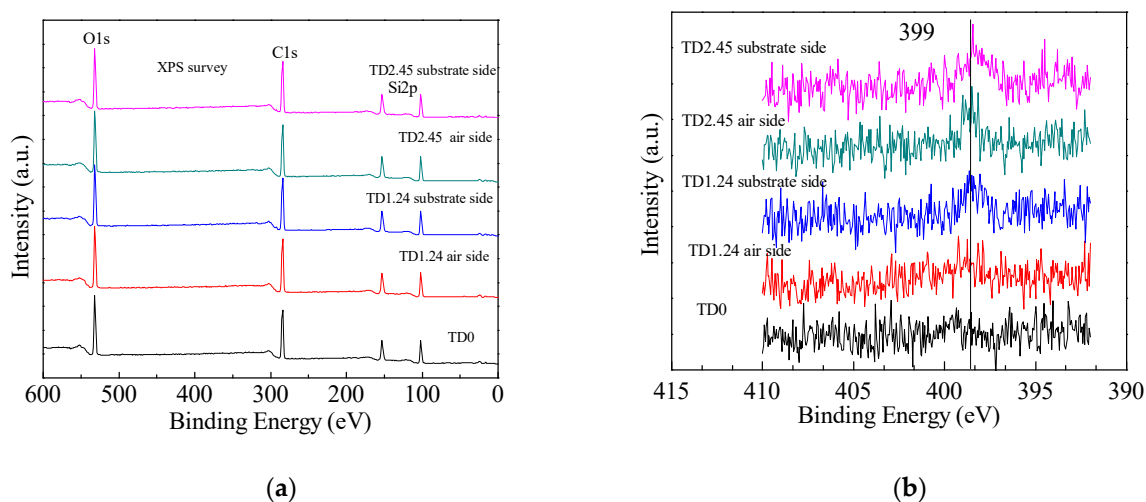 O1s
XPS survey
C1s
TD2.45 substrate side
Si2p
TD2.45 air side
TD1.24 substrate side
TD1.24 air side
TD0
Intensity (a.u.)
600 500 400 300 200 100 0
Binding Energy (eV)
(a)
399
TD2.45 substrate side
TD2.45 air side
TD1.24 substrate side
TD1.24 air side
TD0
Intensity (a.u.)
415 410 405 400 395 390
Binding Energy (eV)
(b)